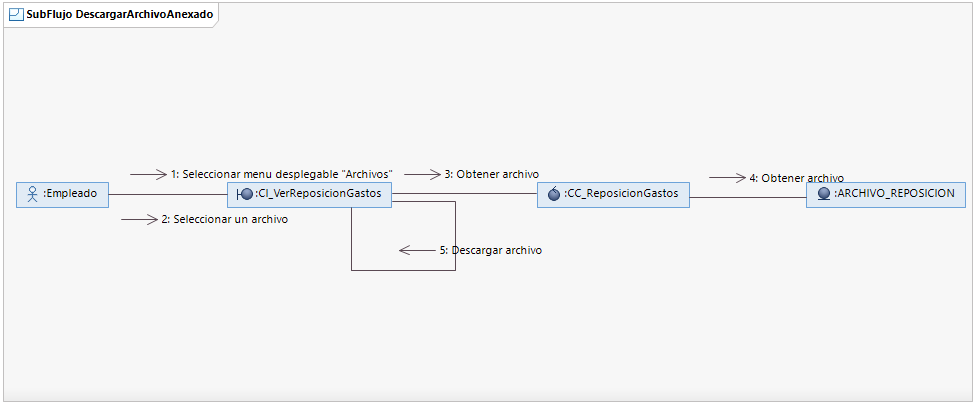 SubFlujo DescargarArchivoAnexado
1: Seleccionar menu desplegable "Archivos"
3: Obtener archivo
4: Obtener archivo
:Empleado
:CI_VerReposicionGastos
:CC_ReposicionGastos
:ARCHIVO_REPOSICION
2: Seleccionar un archivo
5: Descargar archivo